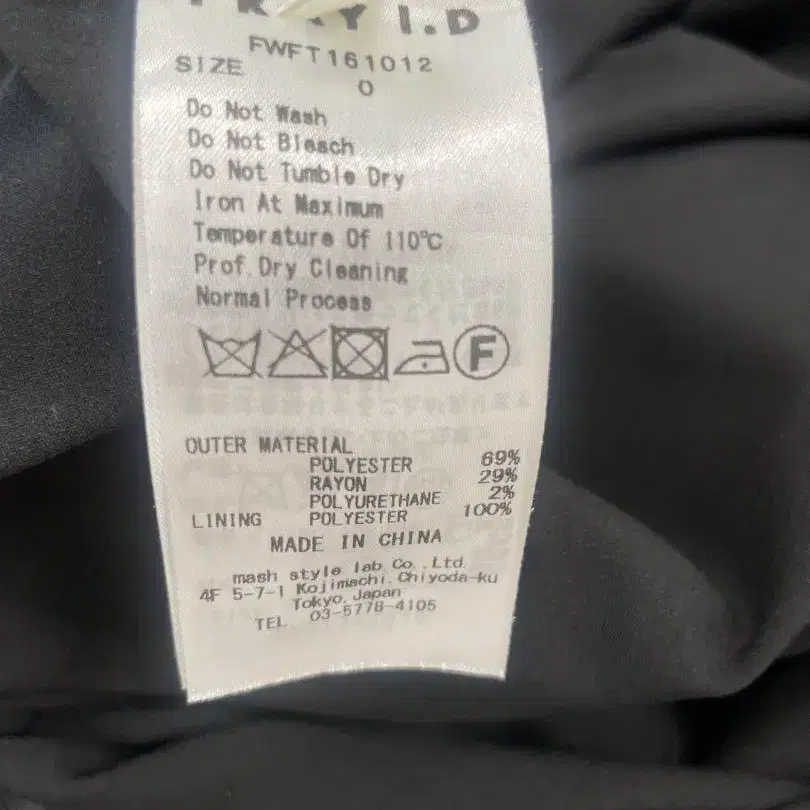 I.D
FWFT161012
SIZE
0
Do Not Wash
Do Not Bleach
Do Not Tumble Dry
Iron At Maximum
Temperature Of 110℃
Prof.Dry Cleaning
Normal Process
F
OUTER MATERIAL
POLYESTER 69%
RAYON 29%
POLYURETHANE 2%
LINING POLYESTER 100%
MADE IN CHINA
mash style lab Co.,Ltd.
4F 5-7-1 Kojimachi,Chiyoda-ku
Tokyo,Japan
TEL 03-5778-4105